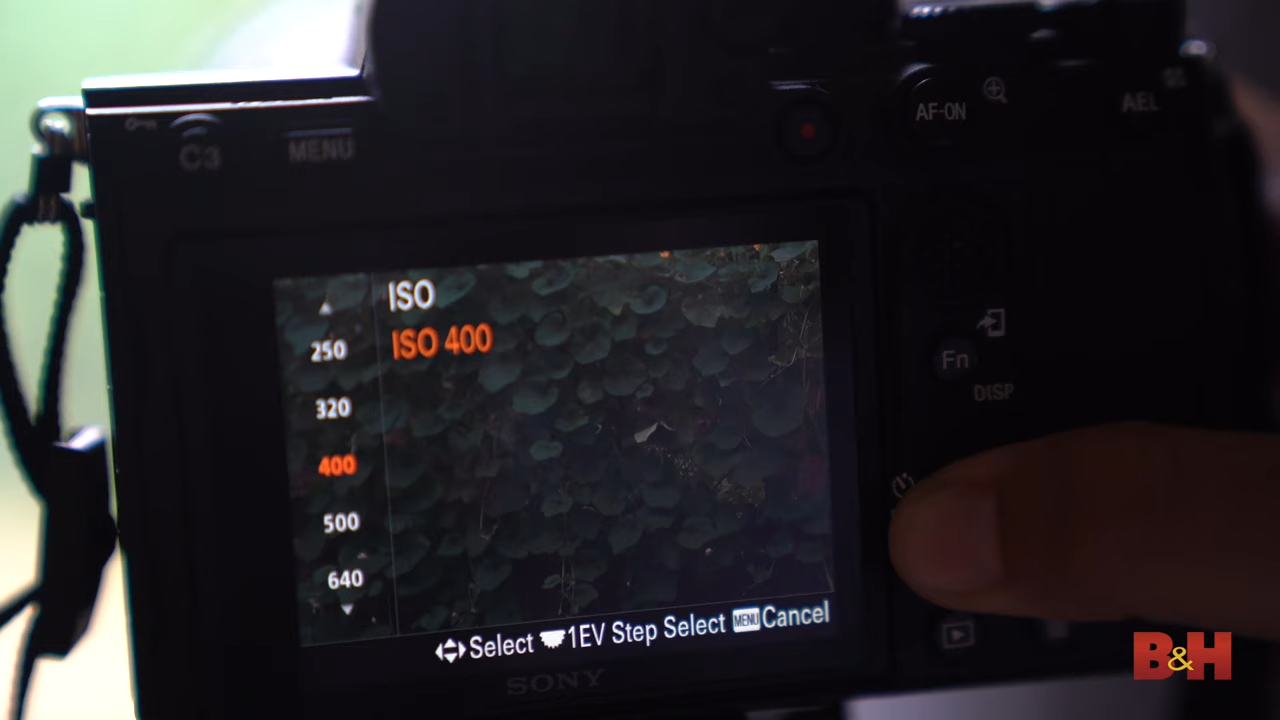 AF-ON
AEL
C3
MENU
ISO
ISO 400
250
320
400
500
640
Fn
DISP
Select 1EV Step Select MENU Cancel
SONY
B&H